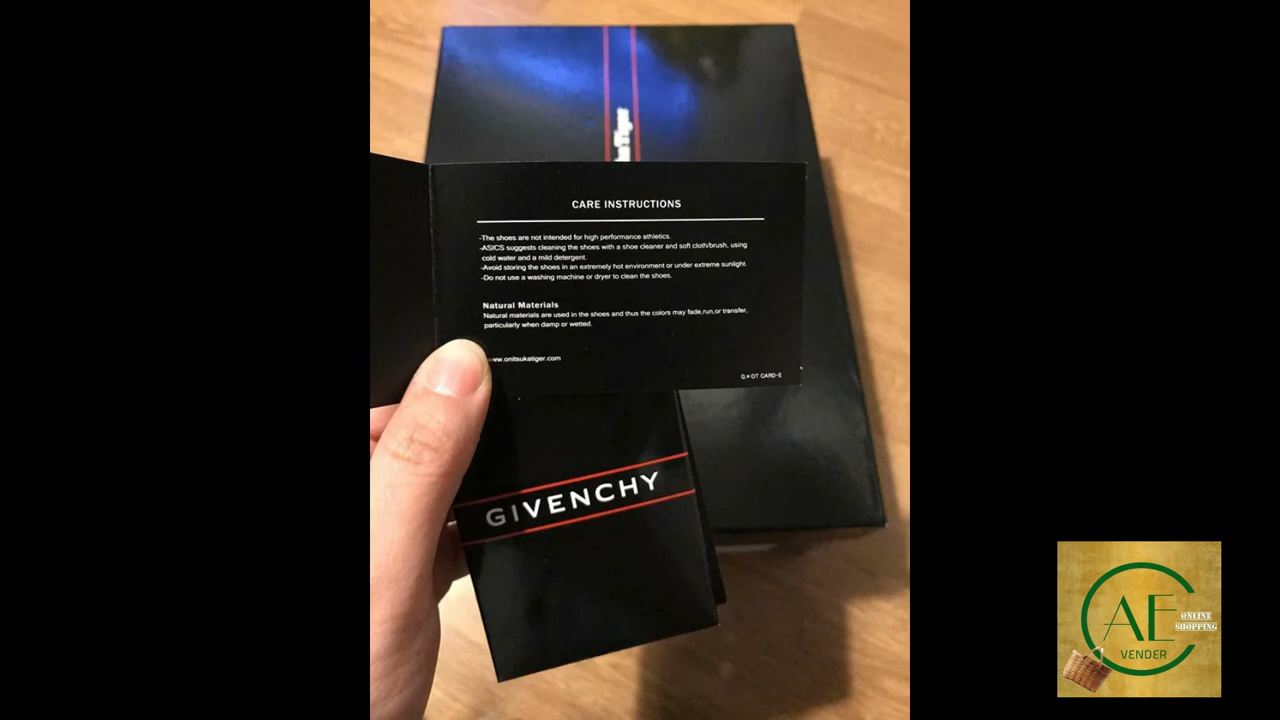 ka Tiger
CARE INSTRUCTIONS
-The shoes are not intended for high performance athletics.
-ASICS suggests cleaning the shoes with a shoe cleaner and soft cloth/brush, using
cold water and a mild detergent.
-Avoid storing the shoes in an extremely hot environment or under extreme sunlight.
-Do not use a washing machine or dryer to clean the shoes.
Natural Materials
Natural materials are used in the shoes and thus the colors may fade,run,or transfer,
particularly when damp or wetted.
ww.onitsukatiger.com
G×OT CARD-E
GIVENCHY
AE
ONLINE
SHOPPING
VENDER